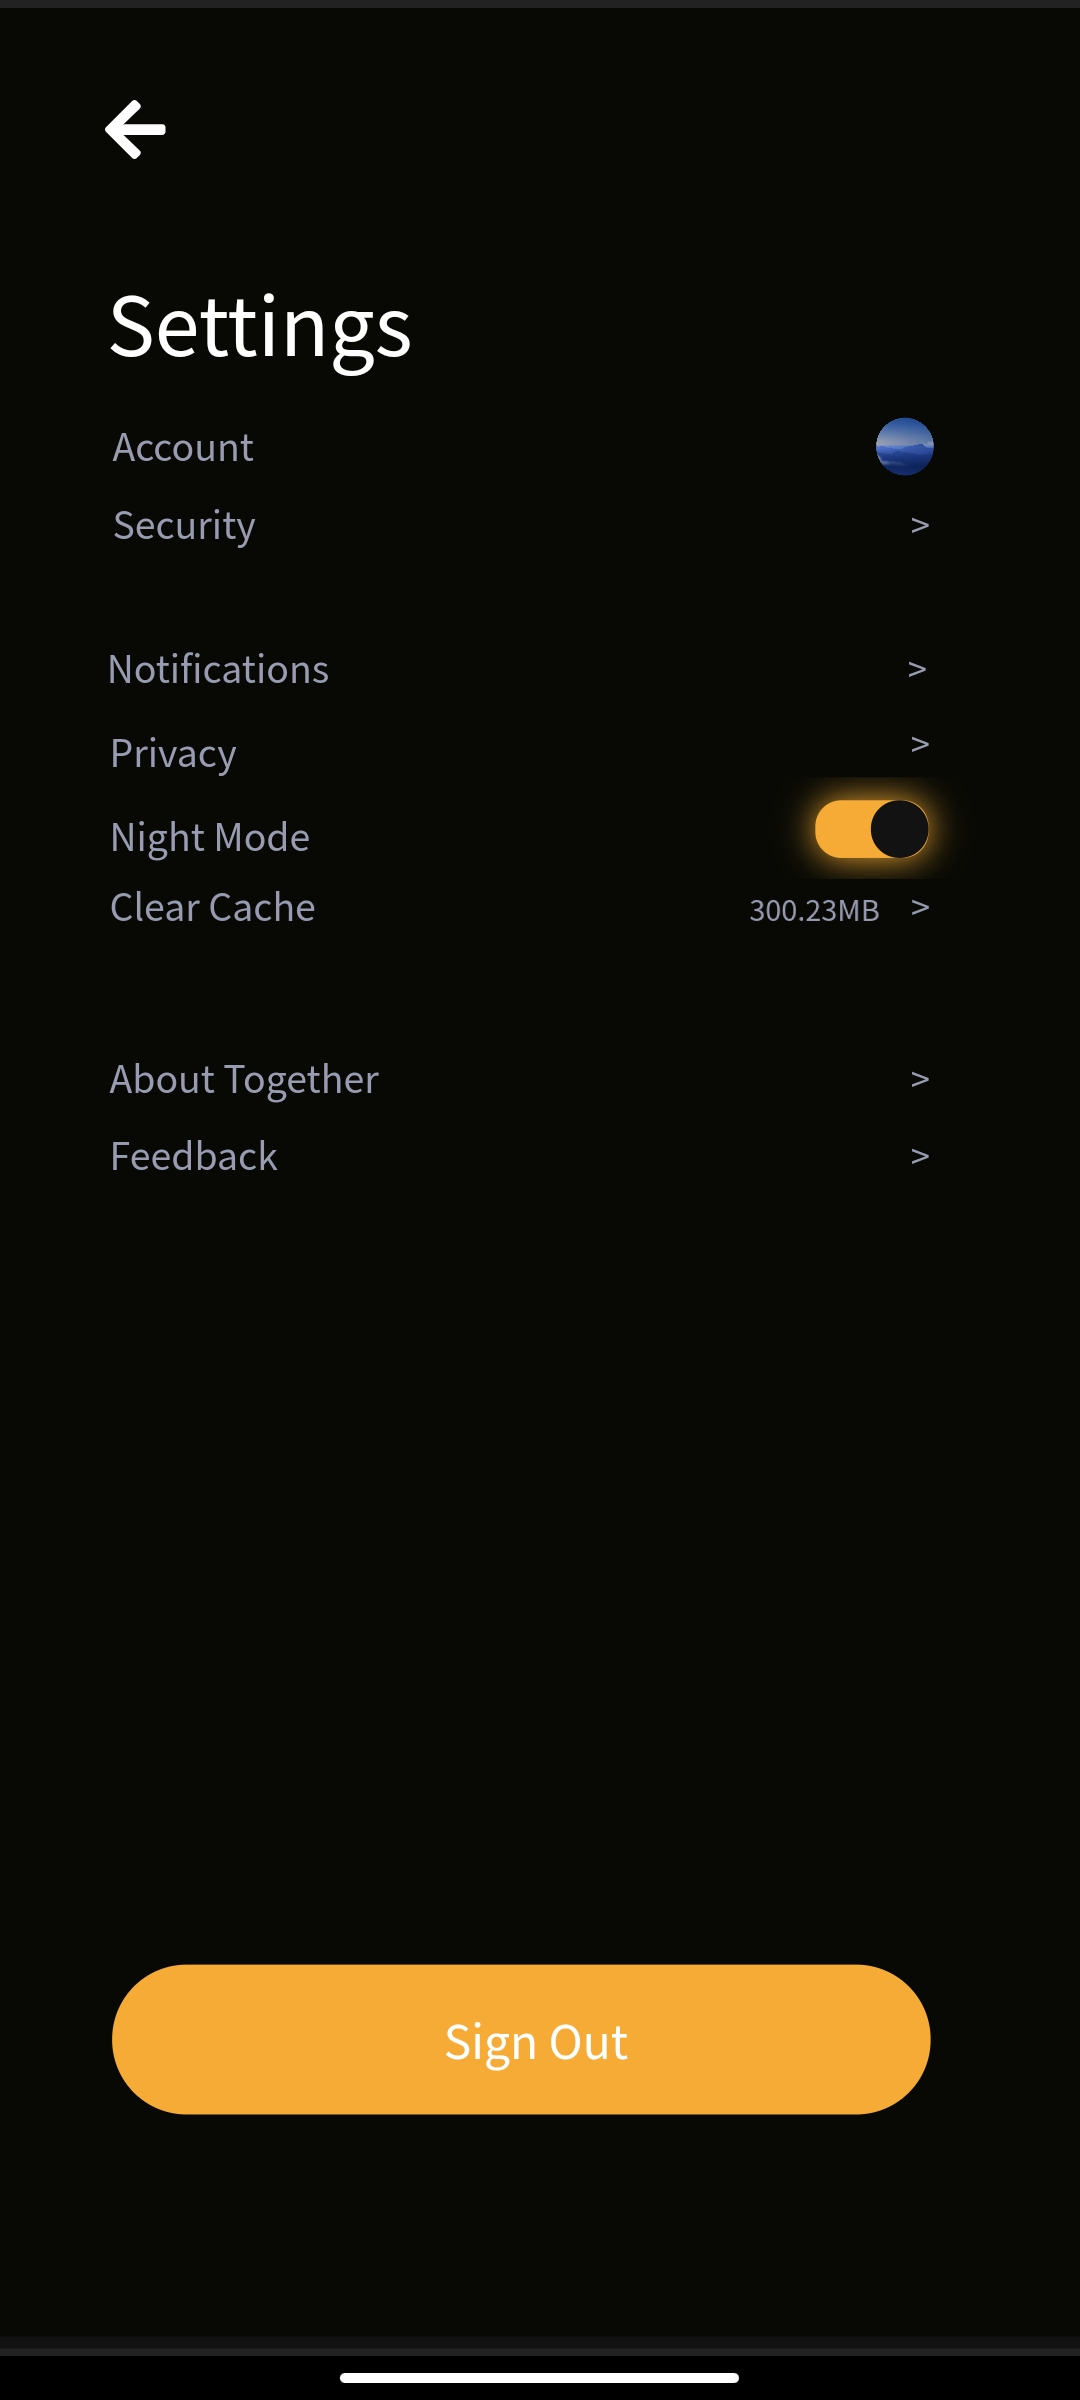 Settings
Account
Security >
Notifications >
Privacy >
Night Mode
Clear Cache 300.23MB >
About Together >
Feedback >
Sign Out